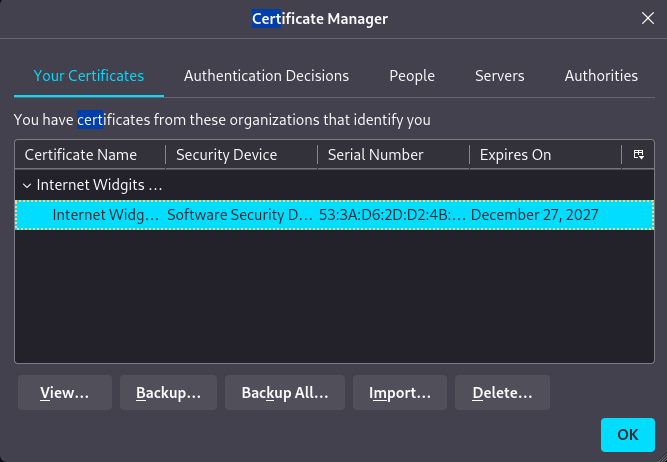 Certificate Manager
Your Certificates Authentication Decisions People Servers Authorities
You have certificates from these organizations that identify you
Certificate Name Security Device Serial Number Expires On
Internet Widgits …
Internet Widg… Software Security D… 53:3A:D6:2D:D2:4B:… December 27, 2027
View… Backup… Backup All… Import… Delete…
OK